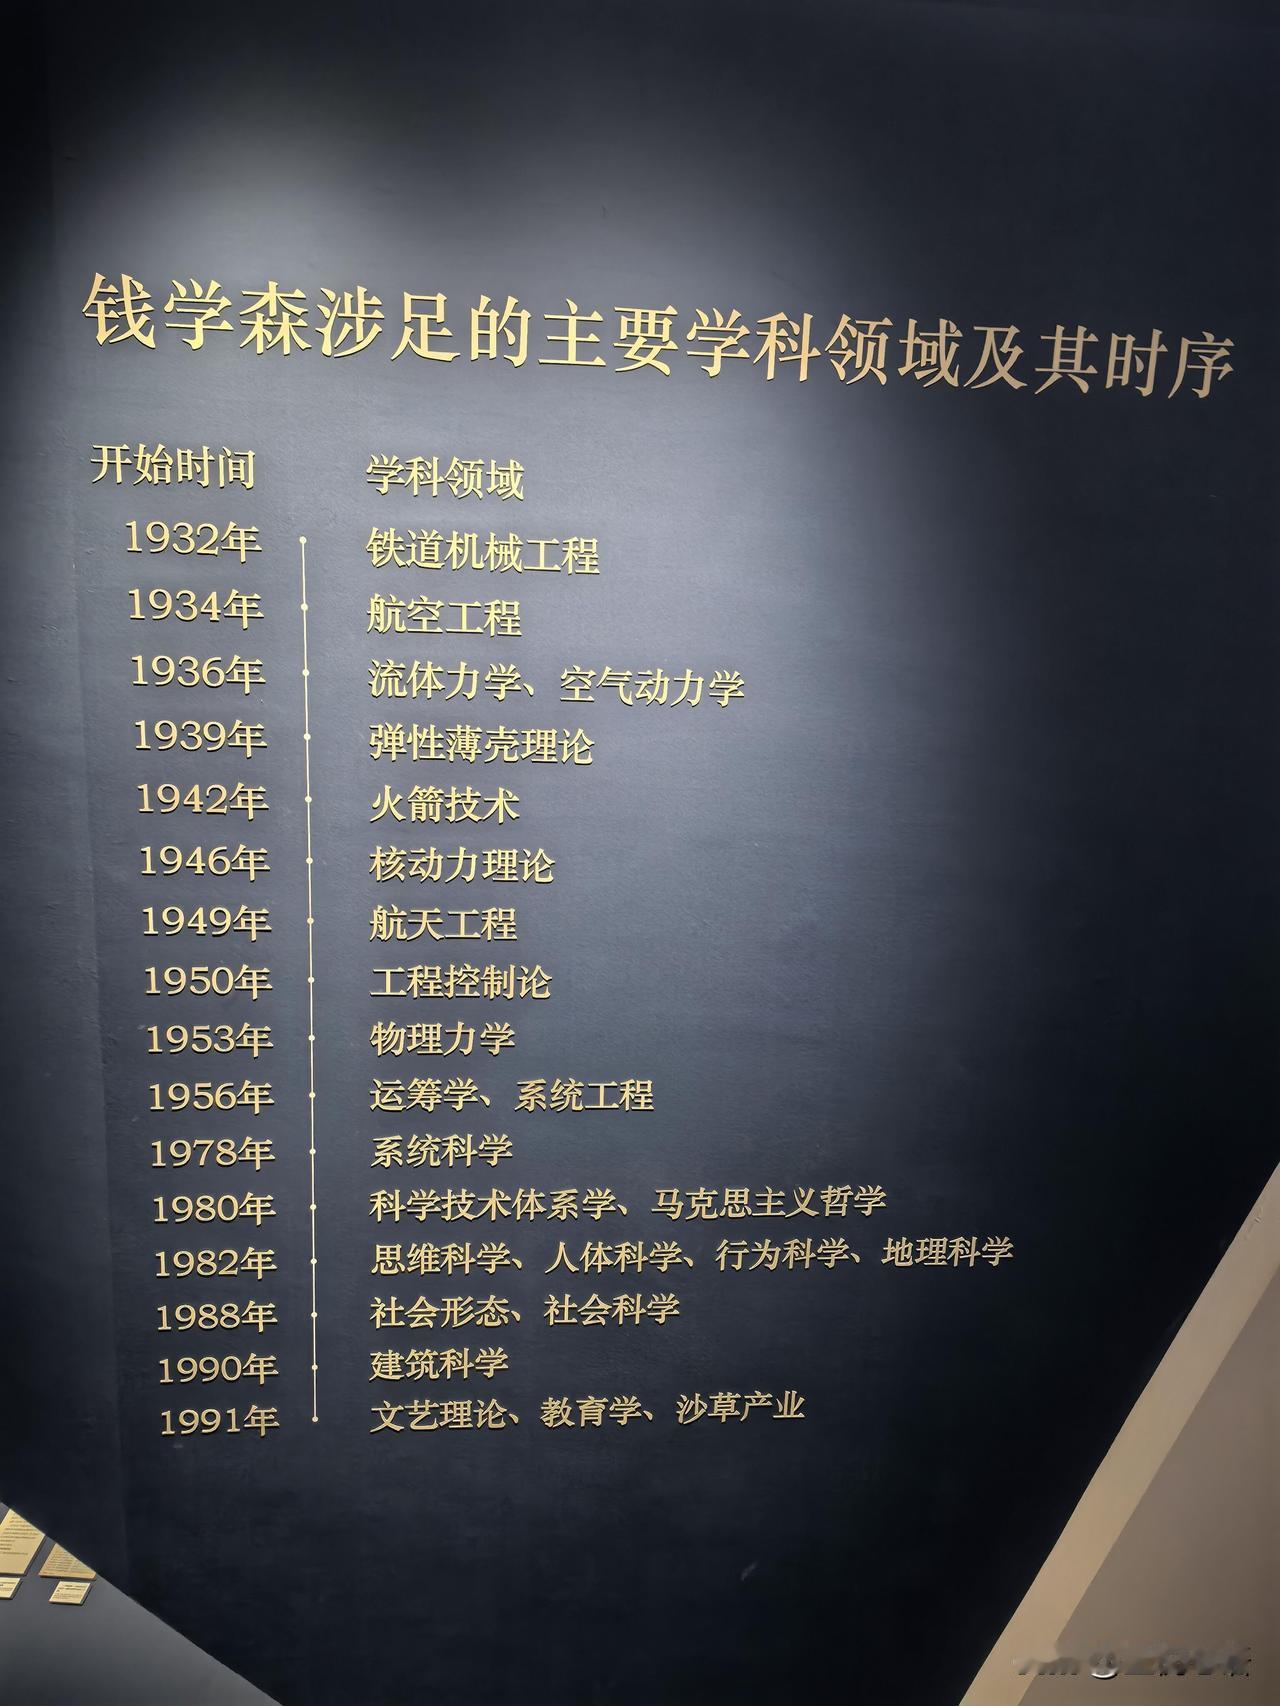 钱学森涉足的主要学科领域及其时序
开始时间 学科领域
1932年 铁道机械工程
1934年 航空工程
1936年 流体力学、空气动力学
1939年 弹性薄壳理论
1942年 火箭技术
1946年 核动力理论
1949年 航天工程
1950年 工程控制论
1953年 物理力学
1956年 运筹学、系统工程
1978年 系统科学
1980年 科学技术体系学、马克思主义哲学
1982年 思维科学、人体科学、行为科学、地理科学
1988年 社会形态、社会科学
1990年 建筑科学
1991年 文艺理论、教育学、沙草产业